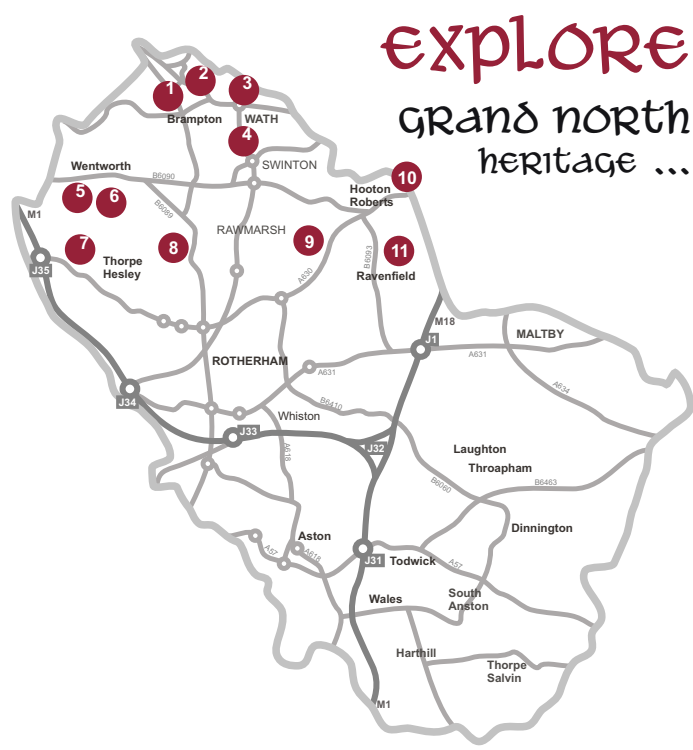 EXPLORE
GRAND NORTH
HERITAGE ...
1
2
3
Brampton
WATH
4
SWINTON
Wentworth
B6090
10
Hooton
Roberts
5
6
B6089
M1
RAWMARSH
7
8
9
11
Thorpe
Hesley
J35
A630
B6093
Ravenfield
M18
MALTBY
J1
A631
ROTHERHAM
A631
A634
J34
B6410
Whiston
J33
A618
J32
Laughton
Throapham
B6060
B6463
Dinnington
Aston
A57
A618
J31
Todwick
A57
Wales
South
Anston
Harthill
Thorpe
Salvin
M1